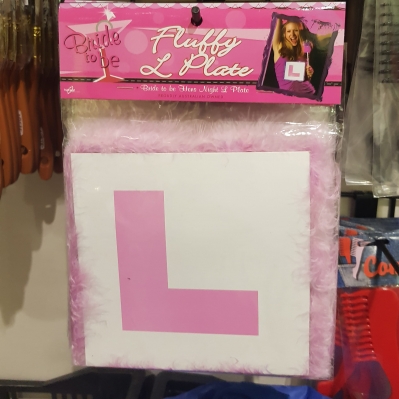 Bride
to be
Fluffy
L Plate
Bride to be Hens Night L Plate
L